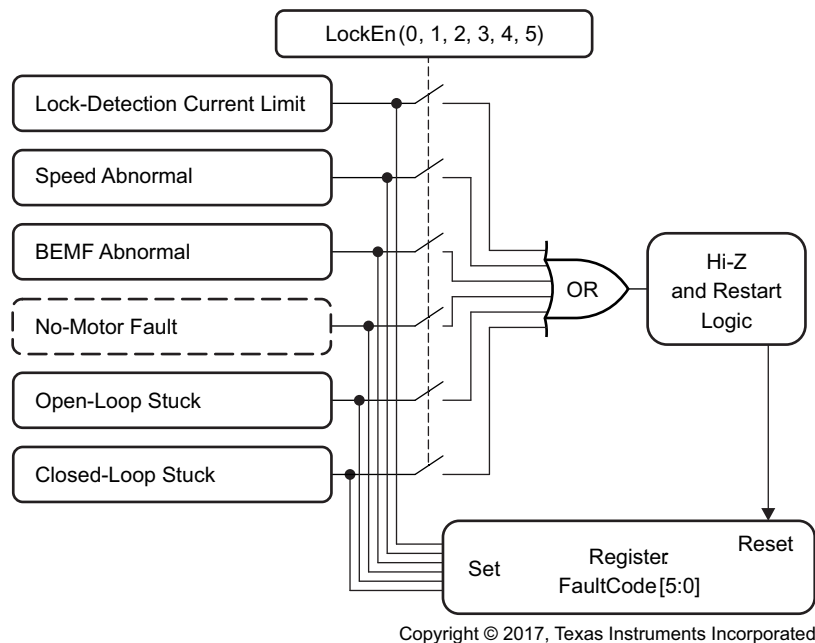 LockEn(0, 1, 2, 3, 4, 5)
Lock-Detection Current Limit
Speed Abnormal
BEMF Abnormal
No-Motor Fault
Open-Loop Stuck
Closed-Loop Stuck
OR
Hi-Z
and Restart
Logic
Set
Register:
FaultCode[5:0]
Reset
Copyright © 2017, Texas Instruments Incorporated